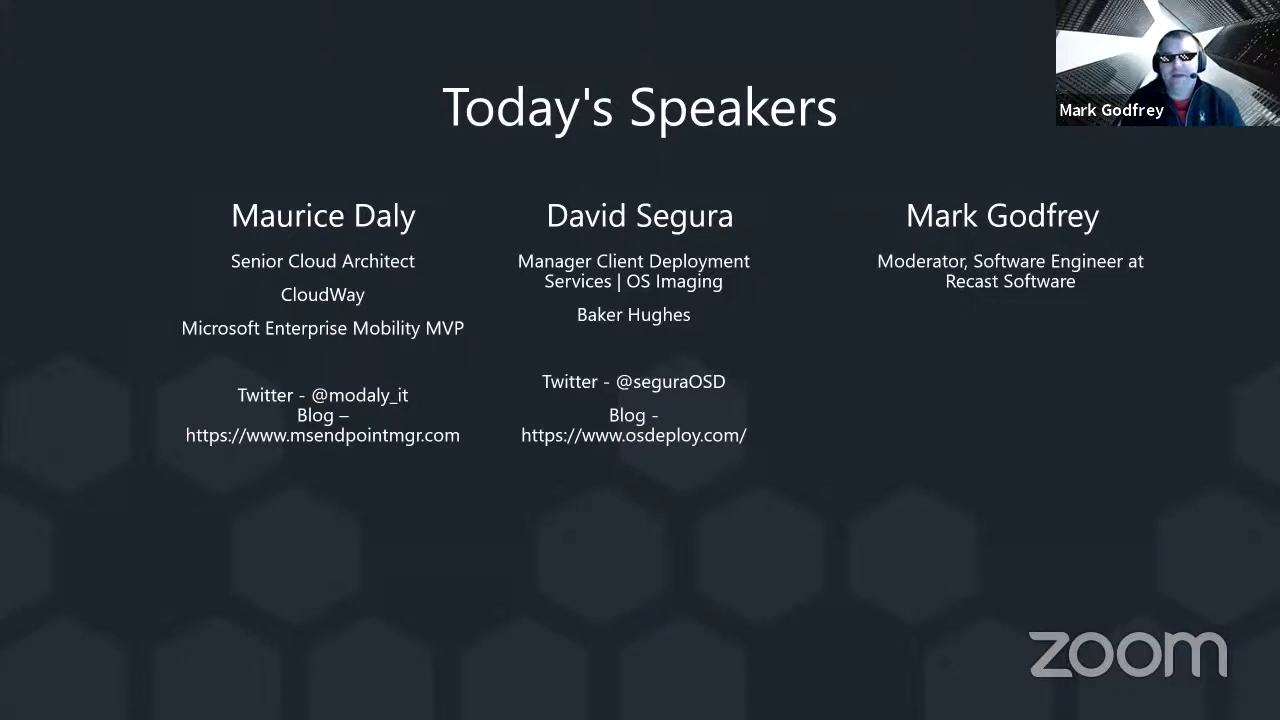 Today's Speakers
Mark Godfrey
Maurice Daly
Senior Cloud Architect
CloudWay
Microsoft Enterprise Mobility MVP
Twitter - @modaly_it
Blog –
https://www.msendpointmgr.com
David Segura
Manager Client Deployment
Services | OS Imaging
Baker Hughes
Twitter - @seguraOSD
Blog -
https://www.osdeploy.com/
Mark Godfrey
Moderator, Software Engineer at
Recast Software
zoom